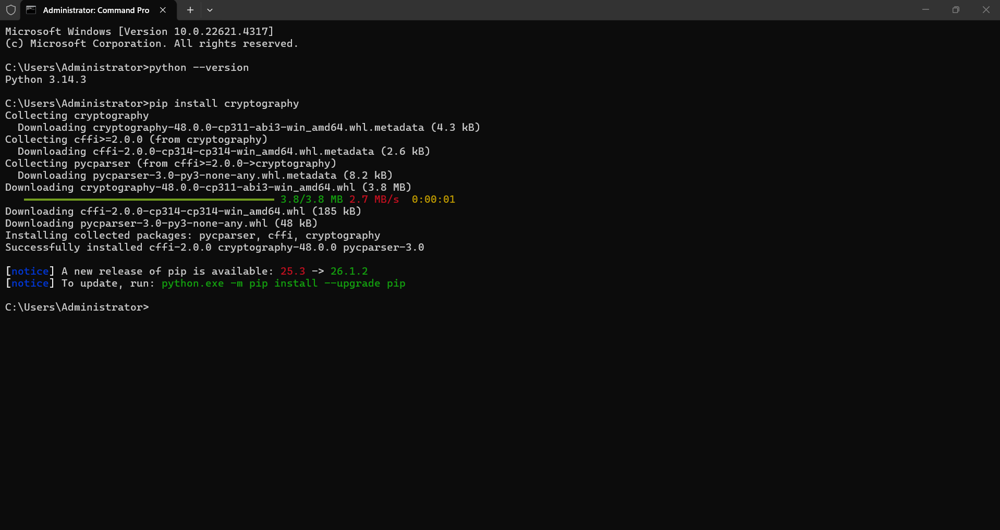 Administrator: Command Pro
Microsoft Windows [Version 10.0.22621.4317]
(c) Microsoft Corporation. All rights reserved.
C:\Users\Administrator>python --version
Python 3.14.3
C:\Users\Administrator>pip install cryptography
Collecting cryptography
  Downloading cryptography-48.0.0-cp311-abi3-win_amd64.whl.metadata (4.3 kB)
Collecting cffi>=2.0.0 (from cryptography)
  Downloading cffi-2.0.0-cp314-cp314-win_amd64.whl.metadata (2.6 kB)
Collecting pycparser (from cffi>=2.0.0->cryptography)
  Downloading pycparser-3.0-py3-none-any.whl.metadata (8.2 kB)
Downloading cryptography-48.0.0-cp311-abi3-win_amd64.whl (3.8 MB)
3.8/3.8 MB 2.7 MB/s  0:00:01
Downloading cffi-2.0.0-cp314-cp314-win_amd64.whl (185 kB)
Downloading pycparser-3.0-py3-none-any.whl (48 kB)
Installing collected packages: pycparser, cffi, cryptography
Successfully installed cffi-2.0.0 cryptography-48.0.0 pycparser-3.0
[notice] A new release of pip is available: 25.3 -> 26.1.2
[notice] To update, run: python.exe -m pip install --upgrade pip
C:\Users\Administrator>